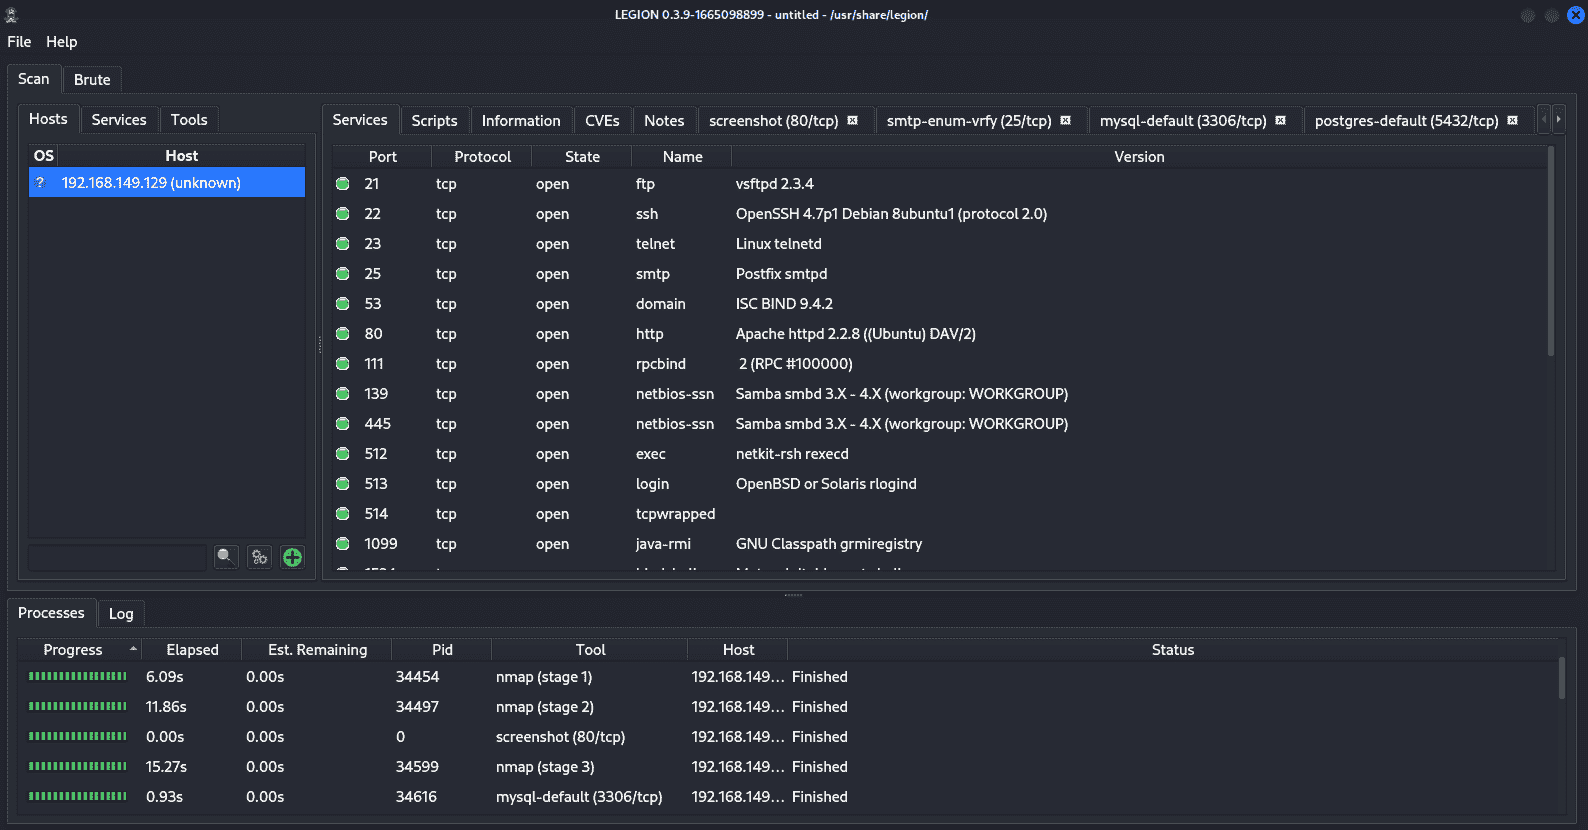 LEGION 0.3.9-1665098899 - untitled - /usr/share/legion/
File Help
Scan Brute
Hosts Services Tools
Services Scripts Information CVEs Notes screenshot (80/tcp) smtp-enum-vrfy (25/tcp) mysql-default (3306/tcp) postgres-default (5432/tcp)
OS Host
? 192.168.149.129 (unknown)
Port Protocol State Name Version
21 tcp open ftp vsftpd 2.3.4
22 tcp open ssh OpenSSH 4.7p1 Debian 8ubuntu1 (protocol 2.0)
23 tcp open telnet Linux telnetd
25 tcp open smtp Postfix smtpd
53 tcp open domain ISC BIND 9.4.2
80 tcp open http Apache httpd 2.2.8 ((Ubuntu) DAV/2)
111 tcp open rpcbind 2 (RPC #100000)
139 tcp open netbios-ssn Samba smbd 3.X - 4.X (workgroup: WORKGROUP)
445 tcp open netbios-ssn Samba smbd 3.X - 4.X (workgroup: WORKGROUP)
512 tcp open exec netkit-rsh rexecd
513 tcp open login OpenBSD or Solaris rlogind
514 tcp open tcpwrapped
1099 tcp open java-rmi GNU Classpath grmiregistry
Processes Log
Progress Elapsed Est. Remaining Pid Tool Host Status
6.09s 0.00s 34454 nmap (stage 1) 192.168.149... Finished
11.86s 0.00s 34497 nmap (stage 2) 192.168.149... Finished
0.00s 0.00s 0 screenshot (80/tcp) 192.168.149... Finished
15.27s 0.00s 34599 nmap (stage 3) 192.168.149... Finished
0.93s 0.00s 34616 mysql-default (3306/tcp) 192.168.149... Finished